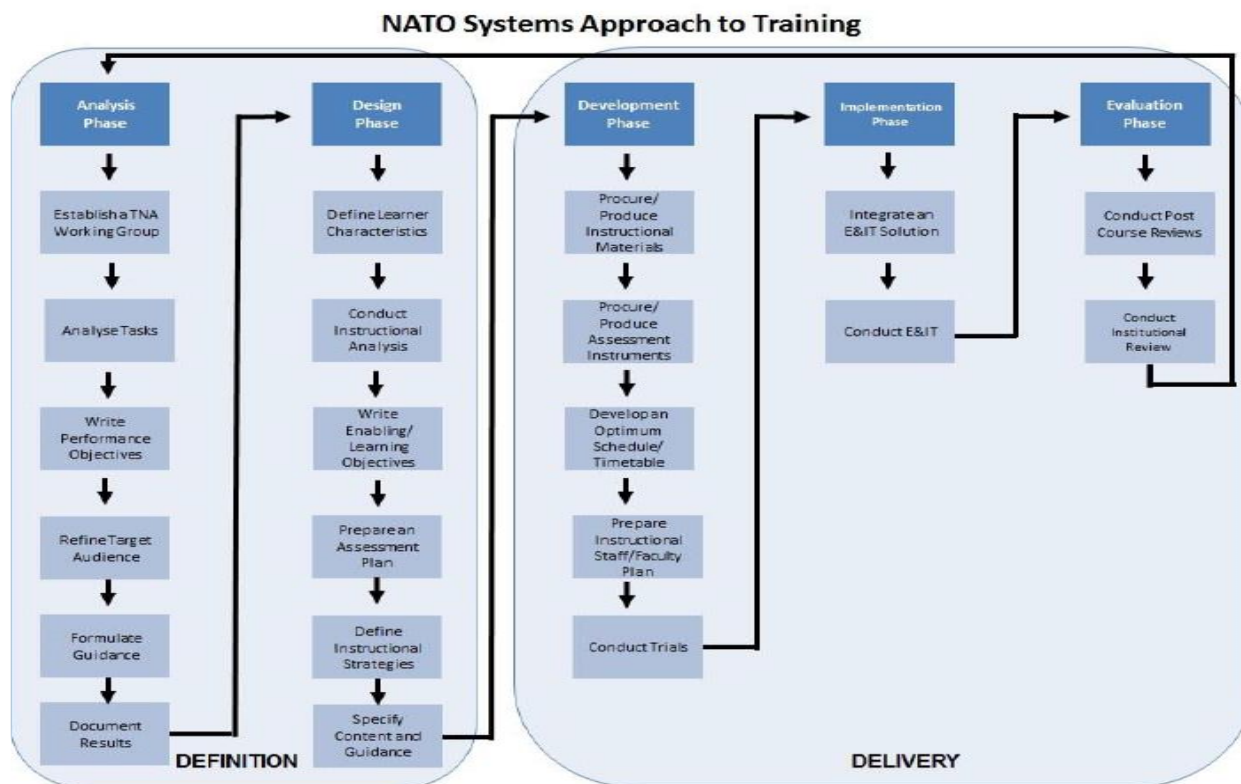 NATO Systems Approach to Training
Analysis
Phase
Establish a TNA
Working Group
Analyse Tasks
Write
Performance
Objectives
Refine Target
Audience
Formulate
Guidance
Document
Results
Design
Phase
Define Learner
Characteristics
Conduct
Instructional
Analysis
Write
Enabling/
Learning
Objectives
Prepare an
Assessment
Plan
Define
Instructional
Strategies
Specify
Content and
Guidance
DEFINITION
Development
Phase
Procure/
Produce
Instructional
Materials
Procure/
Produce
Assessment
Instruments
Develop an
Optimum
Schedule/
Timetable
Prepare
Instructional
Staff/Faculty
Plan
Conduct Trials
Implementation
Phase
Integrate an
E&IT Solution
Conduct E&IT
Evaluation
Phase
Conduct Post
Course Reviews
Conduct
Institutional
Review
DELIVERY